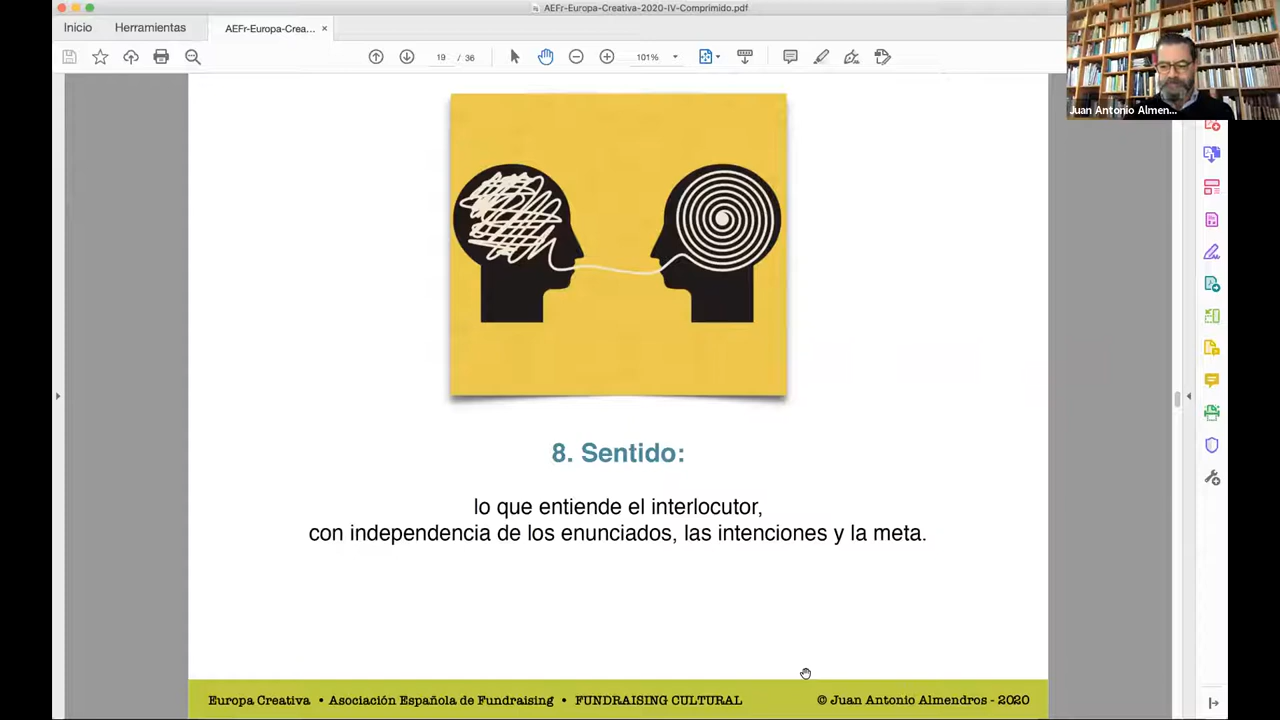 AEFr-Europa-Creativa-2020-IV-Comprimido.pdf
Inicio
Herramientas
AEFr-Europa-Crea...
19 / 36
101%
Juan Antonio Almen...
8. Sentido:
lo que entiende el interlocutor,
con independencia de los enunciados, las intenciones y la meta.
Europa Creativa • Asociación Española de Fundraising • FUNDRAISING CULTURAL
© Juan Antonio Almendros - 2020